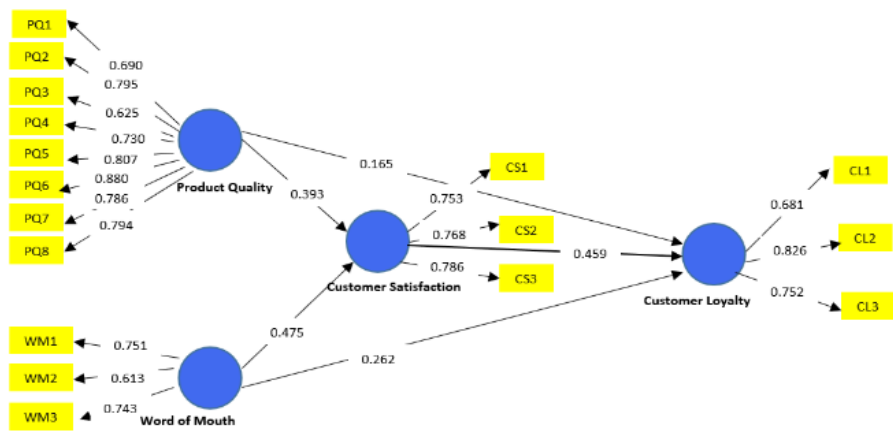 PQ1
PQ2
PQ3
PQ4
PQ5
PQ6
PQ7
PQ8
0.690
0.795
0.625
0.730
0.807
0.880
0.786
0.794
Product Quality
0.165
0.393
CS1
CS2
CS3
0.753
0.768
0.786
Customer Satisfaction
0.459
CL1
CL2
CL3
0.681
0.826
0.752
Customer Loyalty
0.475
0.262
WM1
WM2
WM3
0.751
0.613
0.743
Word of Mouth